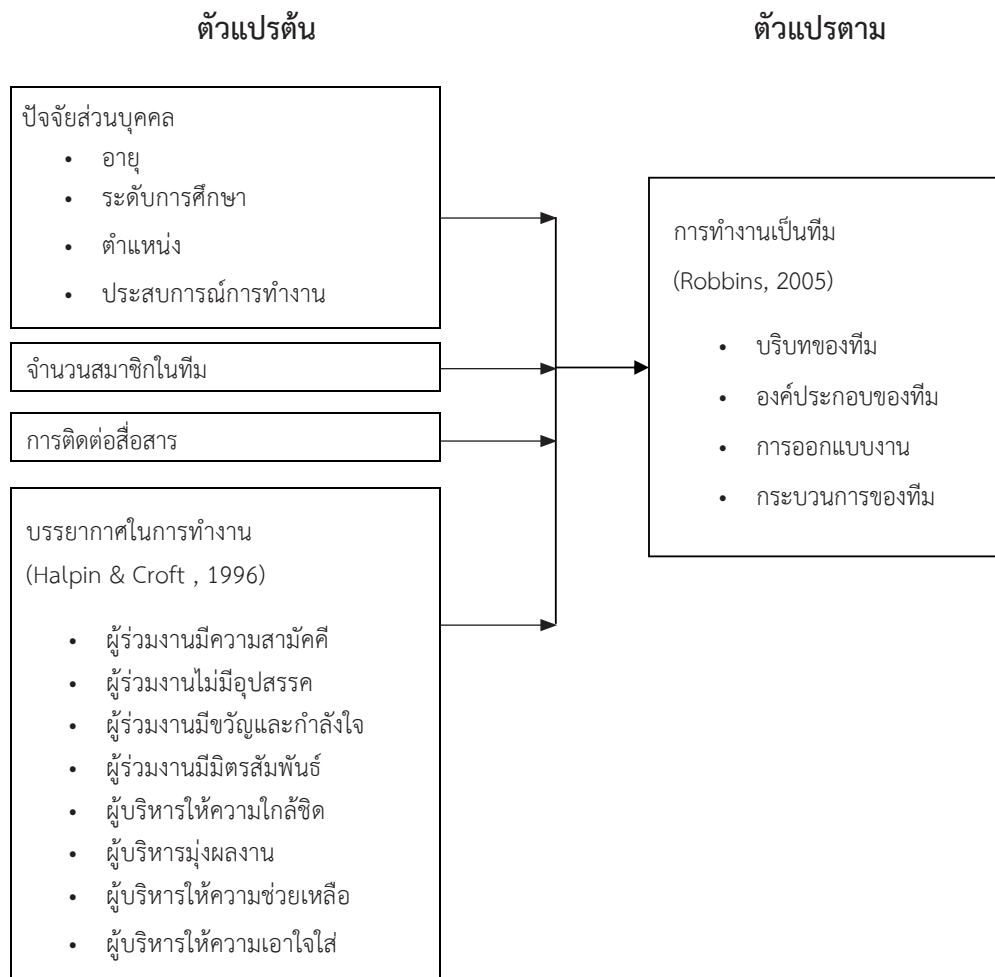 ตัวแปรต้น
ตัวแปรตาม
ปัจจัยส่วนบุคคล
• อายุ
• ระดับการศึกษา
• ตำแหน่ง
• ประสบการณ์การทำงาน
จำนวนสมาชิกในทีม
การติดต่อสื่อสาร
บรรยากาศในการทำงาน
(Halpin & Croft , 1996)
• ผู้ร่วมงานมีความสามัคคี
• ผู้ร่วมงานไม่มีอุปสรรค
• ผู้ร่วมงานมีขวัญและกำลังใจ
• ผู้ร่วมงานมีมิตรสัมพันธ์
• ผู้บริหารให้ความใกล้ชิด
• ผู้บริหารมุ่งผลงาน
• ผู้บริหารให้ความช่วยเหลือ
• ผู้บริหารให้ความเอาใจใส่
การทำงานเป็นทีม
(Robbins, 2005)
• บริบทของทีม
• องค์ประกอบของทีม
• การออกแบบงาน
• กระบวนการของทีม